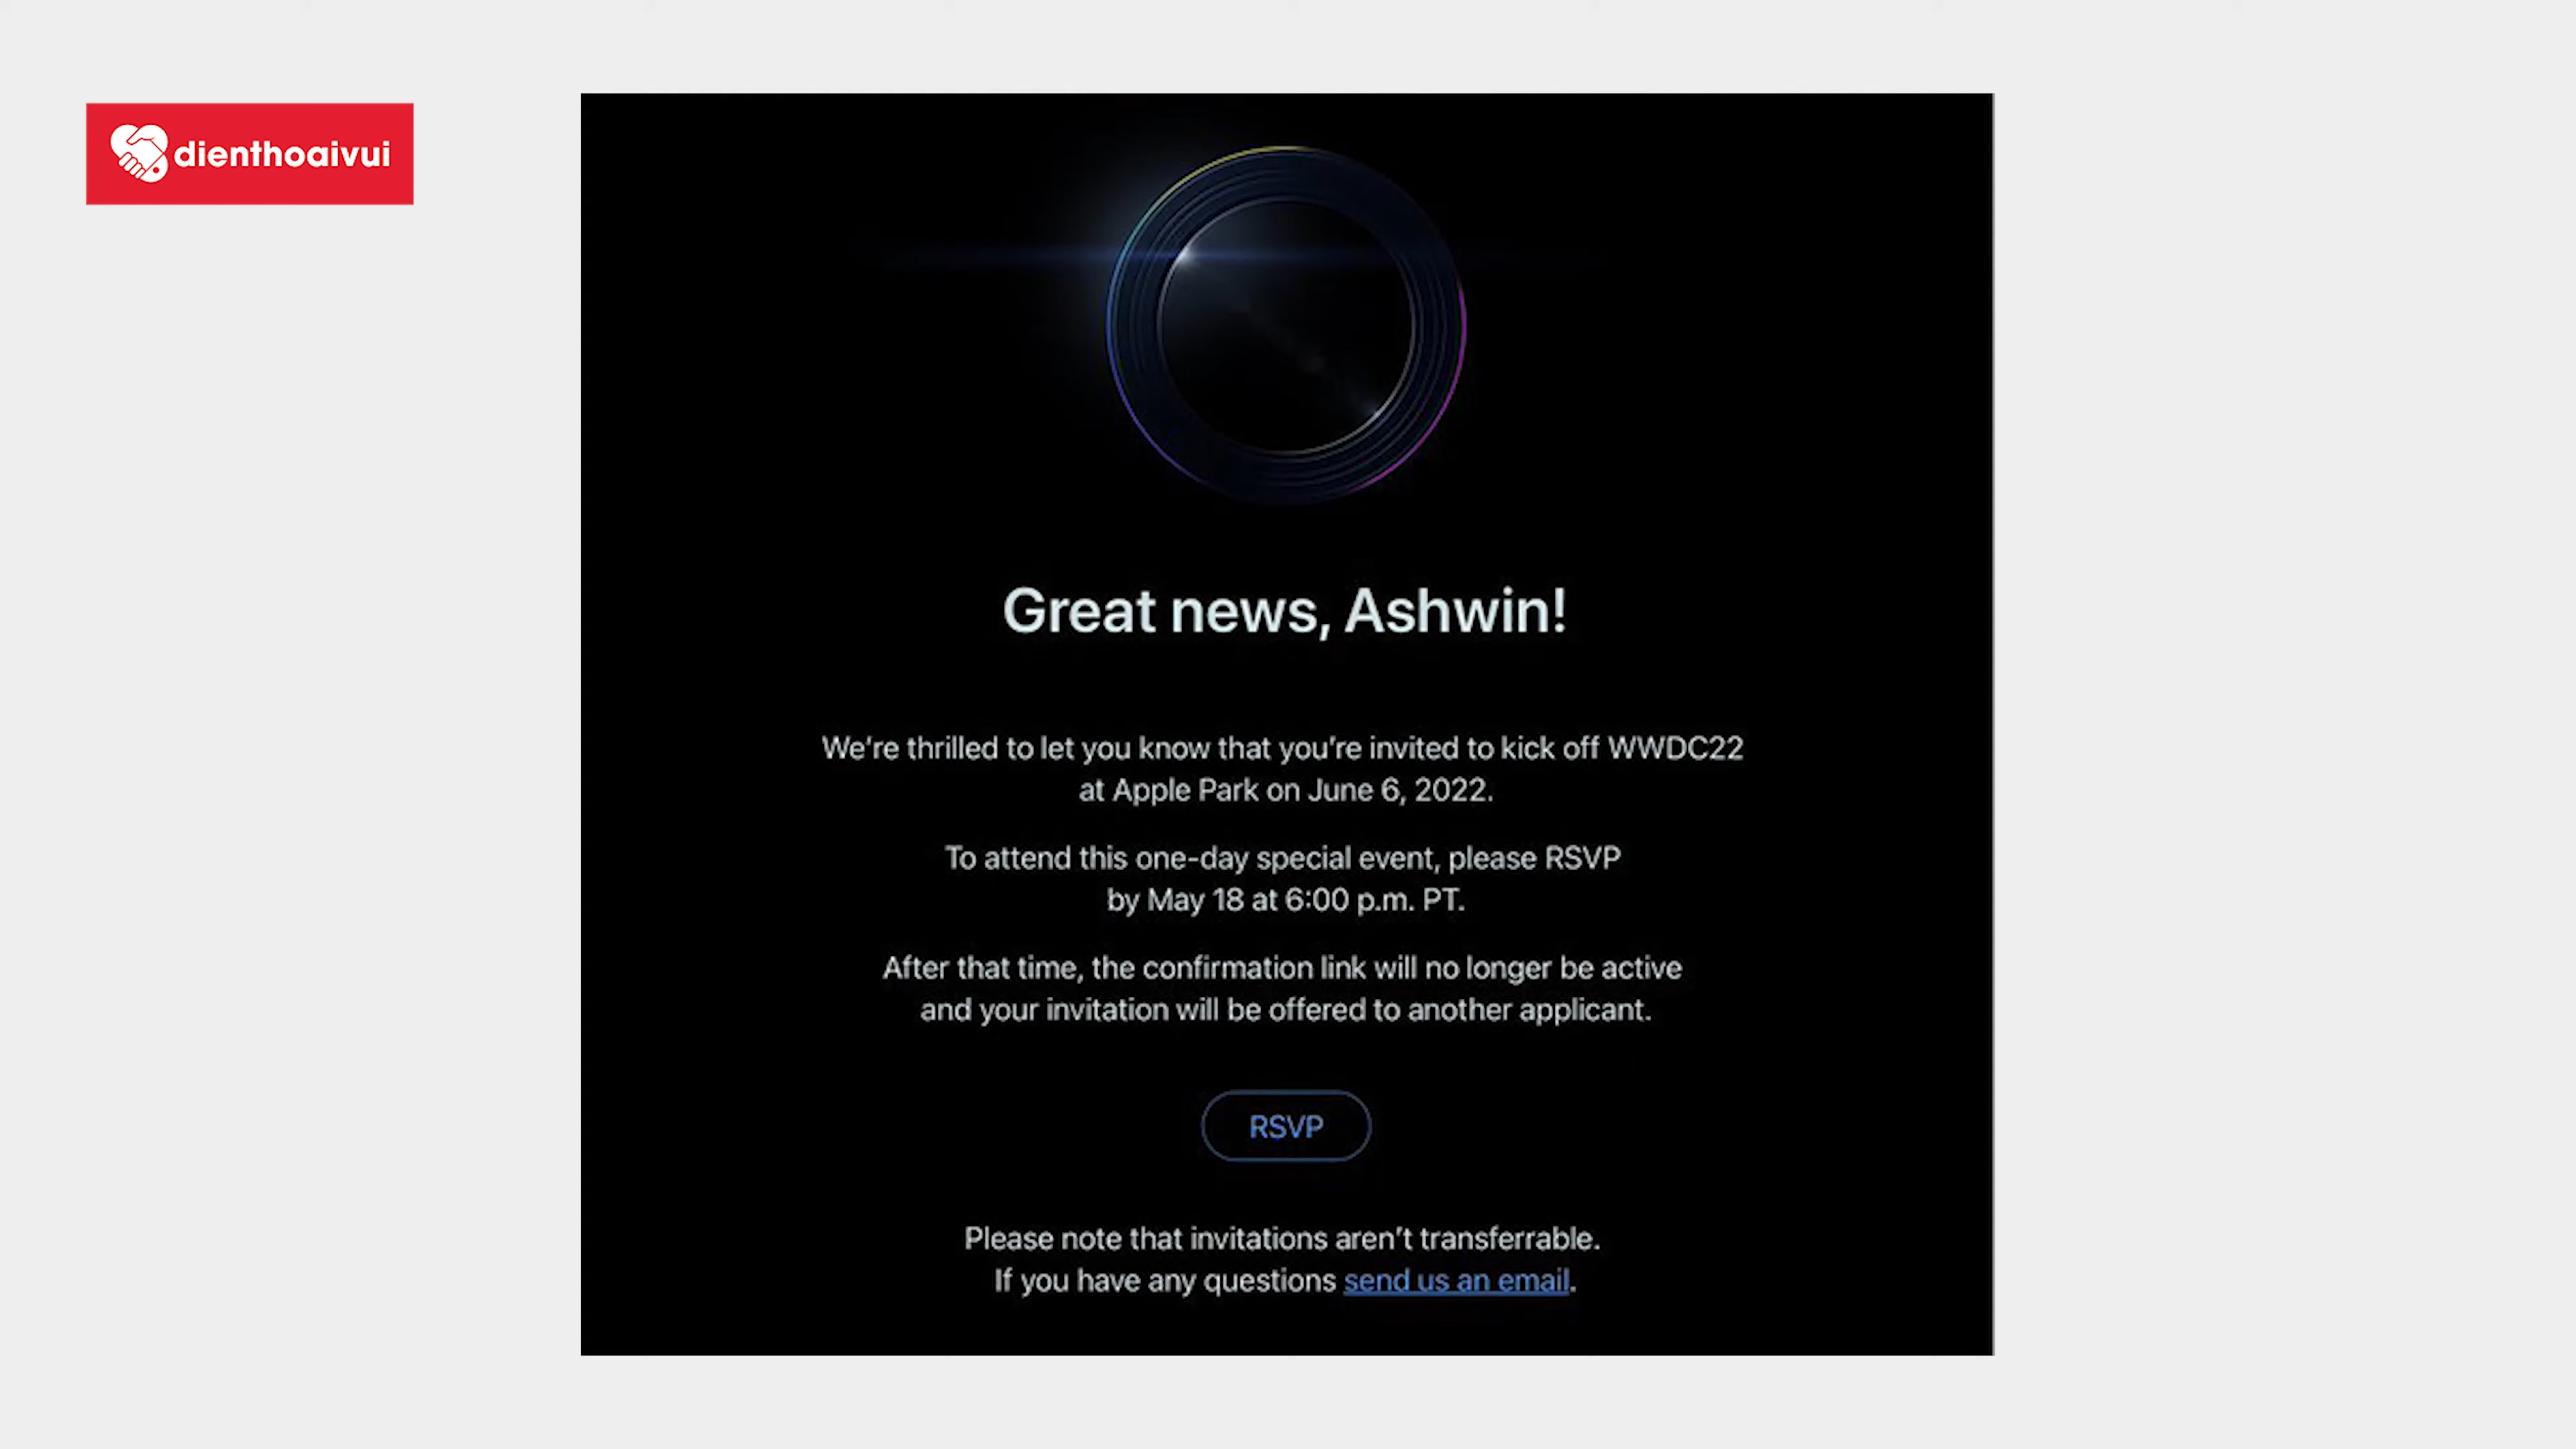 dienthoaivui
Great news, Ashwin!
We're thrilled to let you know that you're invited to kick off WWDC22
at Apple Park on June 6, 2022.
To attend this one-day special event, please RSVP
by May 18 at 6:00 p.m. PT.
After that time, the confirmation link will no longer be active
and your invitation will be offered to another applicant.
RSVP
Please note that invitations aren't transferrable.
If you have any questions send us an email.